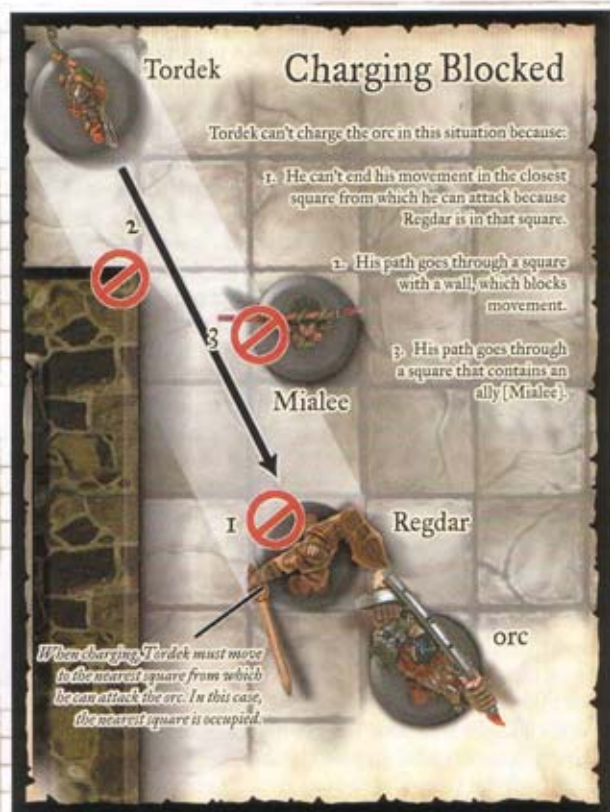 Tordek
Charging Blocked
Tordek can't charge the orc in this situation because:
1. He can't end his movement in the closest
square from which he can attack because
Regdar is in that square.
2. His path goes through a square
with a wall, which blocks
movement.
3. His path goes through
a square that contains an
ally [Mialee].
2
3
Mialee
1
Regdar
orc
When charging, Tordek must move
to the nearest square from which
he can attack the orc. In this case,
the nearest square is occupied.